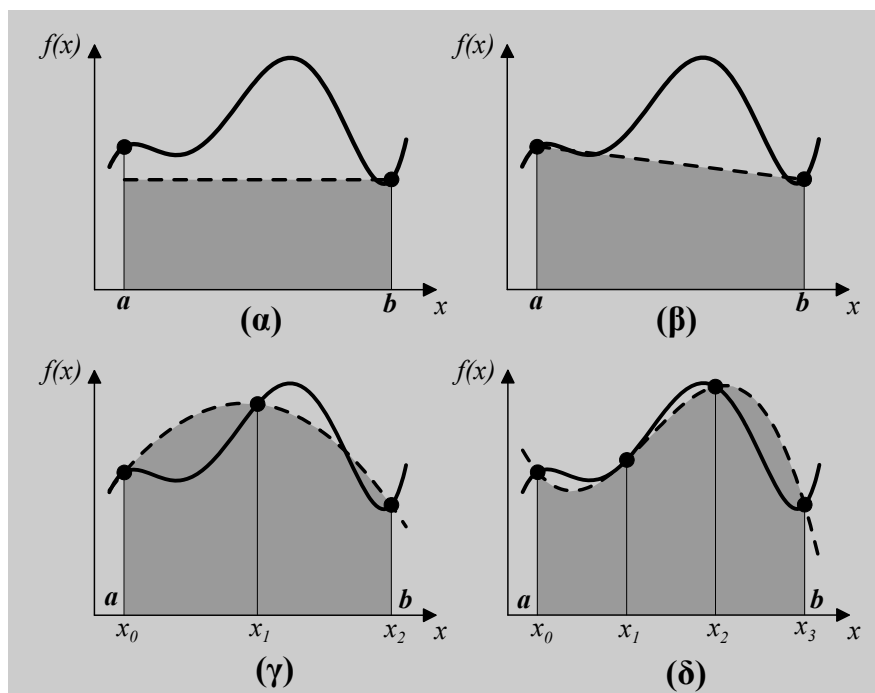 f(x) f(x)
a b x a b x
(α) (β)
f(x) f(x)
a b a b
x0 x1 x2 x x0 x1 x2 x3 x
(γ) (δ)